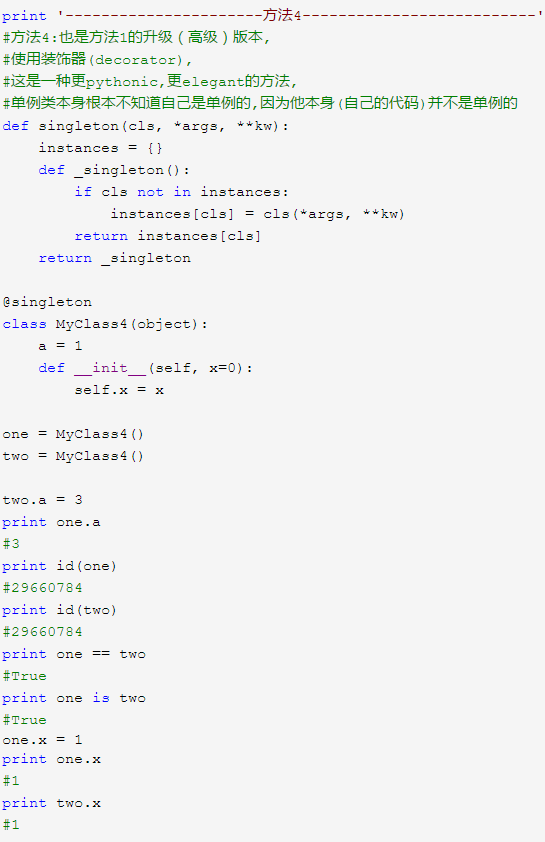 print '----------------------方法4--------------------------'
#方法4:也是方法1的升级（高级）版本,
#使用装饰器(decorator),
#这是一种更pythonic,更elegant的方法,
#单例类本身根本不知道自己是单例的,因为他本身(自己的代码)并不是单例的
def singleton(cls, *args, **kw):
    instances = {}
    def _singleton():
        if cls not in instances:
            instances[cls] = cls(*args, **kw)
        return instances[cls]
    return _singleton

@singleton
class MyClass4(object):
    a = 1
    def __init__(self, x=0):
        self.x = x

one = MyClass4()
two = MyClass4()

two.a = 3
print one.a
#3
print id(one)
#29660784
print id(two)
#29660784
print one == two
#True
print one is two
#True
one.x = 1
print one.x
#1
print two.x
#1